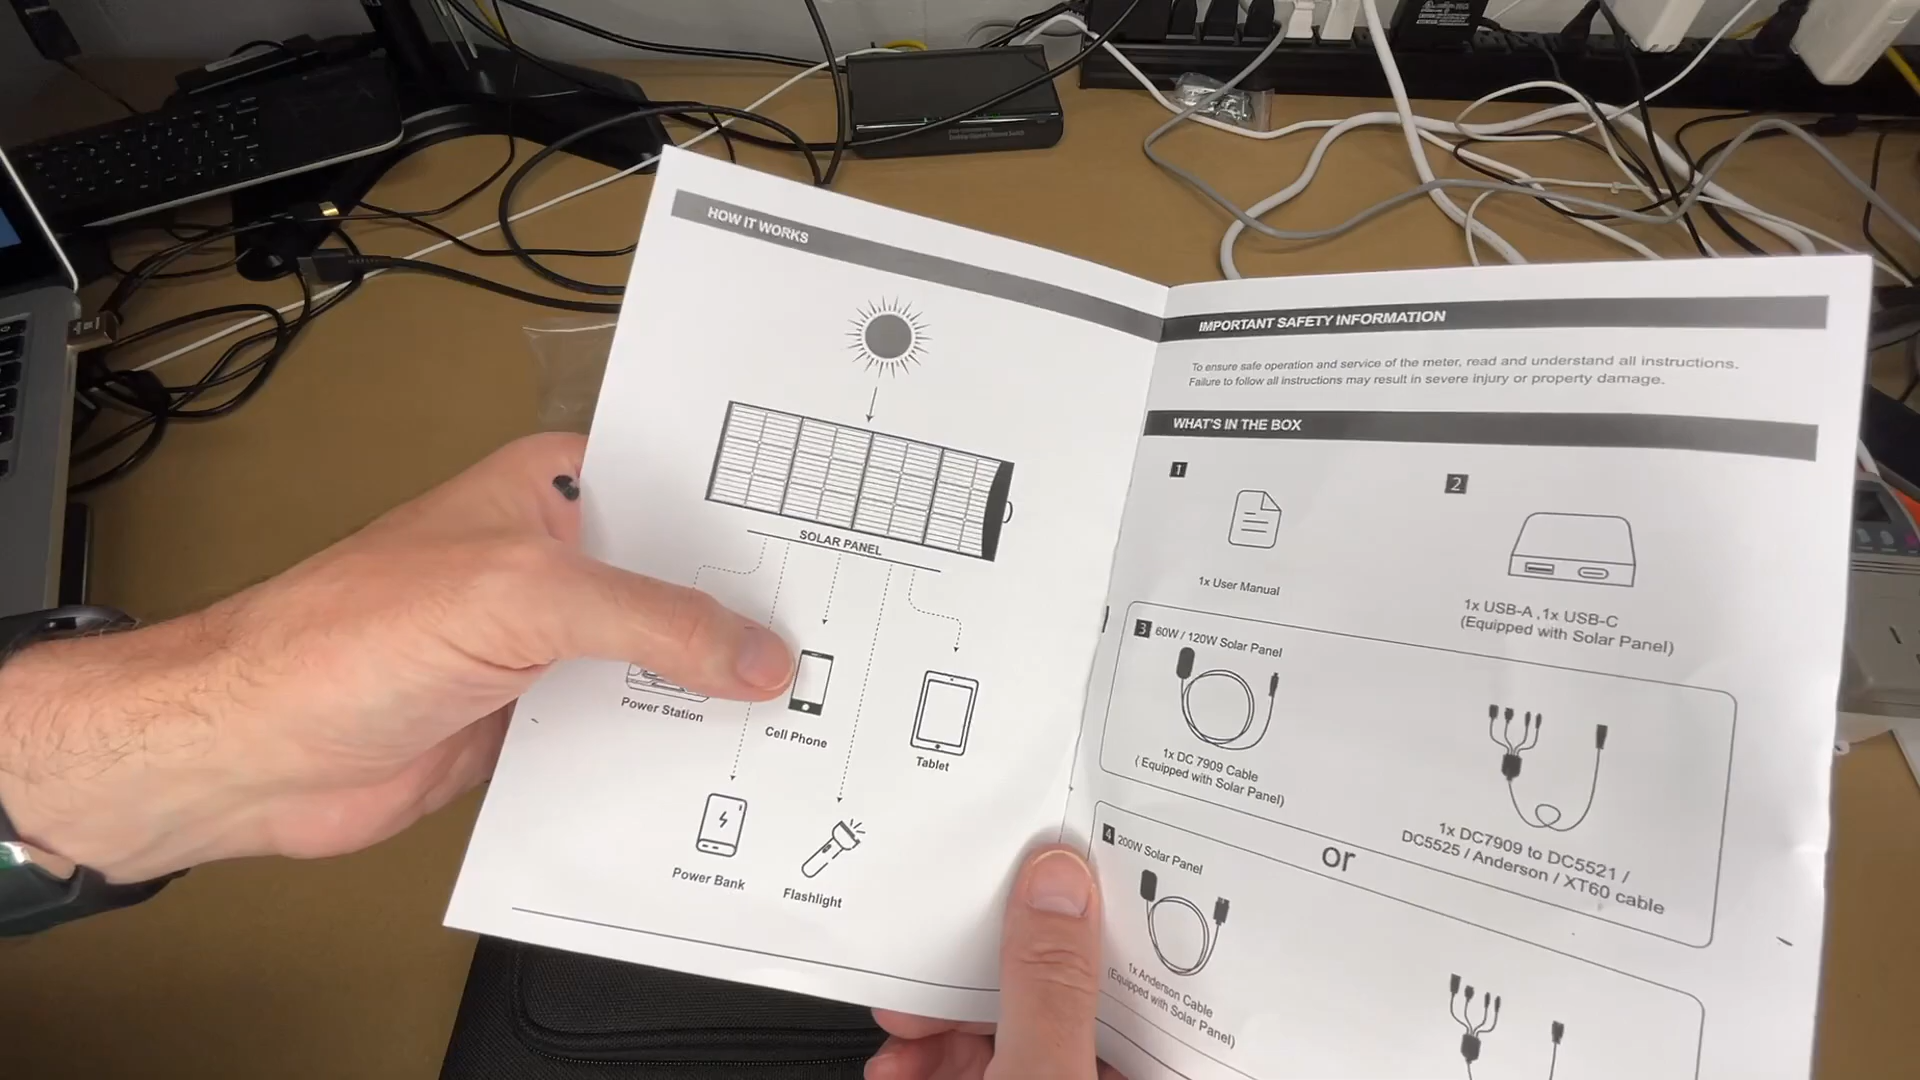 HOW IT WORKS
SOLAR PANEL
Power Station
Cell Phone
Tablet
Power Bank
Flashlight
IMPORTANT SAFETY INFORMATION
To ensure safe operation and service of the meter, read and understand all instructions.
Failure to follow all instructions may result in severe injury or property damage.
WHAT'S IN THE BOX
1
1x User Manual
2
1x USB-A ,1x USB-C
(Equipped with Solar Panel)
3 60W / 120W Solar Panel
1x DC 7909 Cable
( Equipped with Solar Panel)
1x DC7909 to DC5521 /
DC5525 / Anderson / XT60 cable
or
4 200W Solar Panel
1x Anderson Cable
(Equipped with Solar Panel)